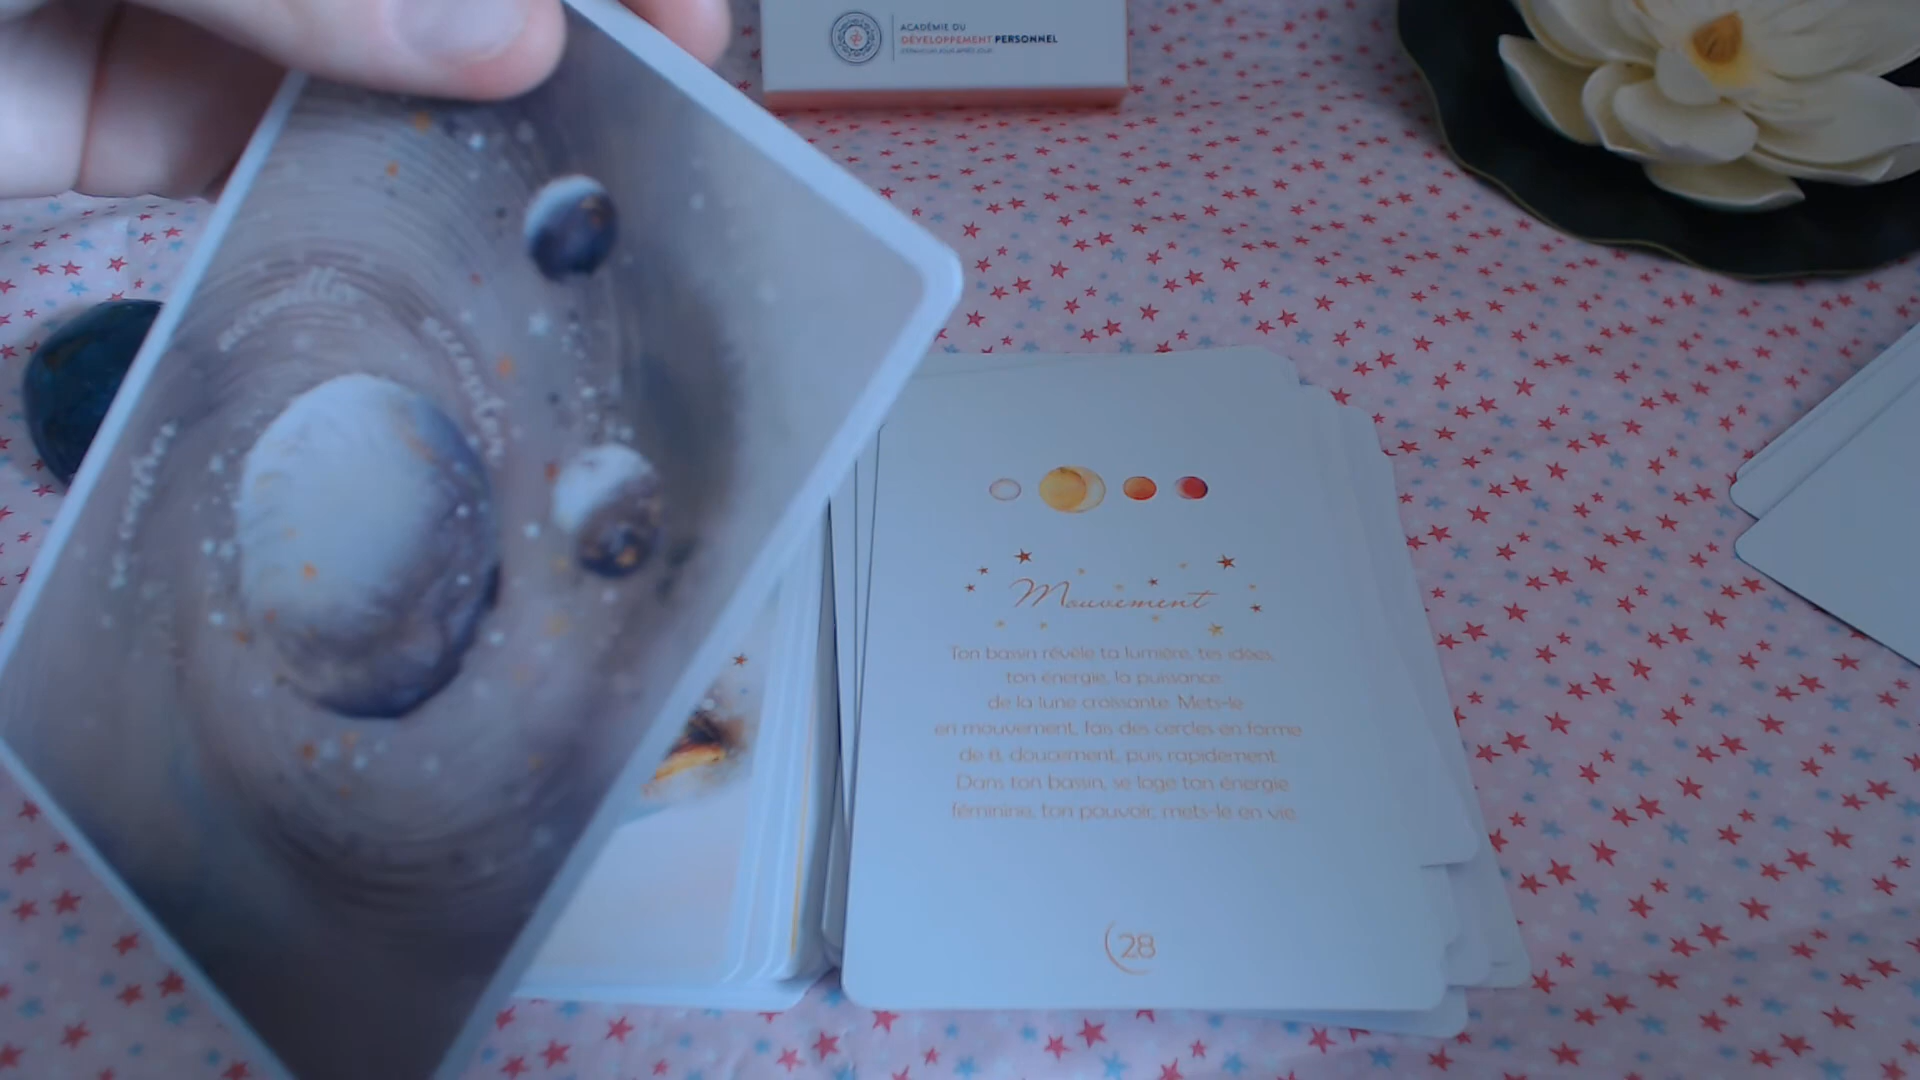 ACADÉMIE DU
DÉVELOPPEMENT PERSONNEL
accueillir
Mouvement
Ton bassin révèle ta lumière, tes idées,
ton énergie, la puissance
de la lune croissante. Mets-le
en mouvement, fais des cercles en forme
de 8, doucement, puis rapidement.
Dans ton bassin, se loge ton énergie
féminine, ton pouvoir, mets-le en vie.
28